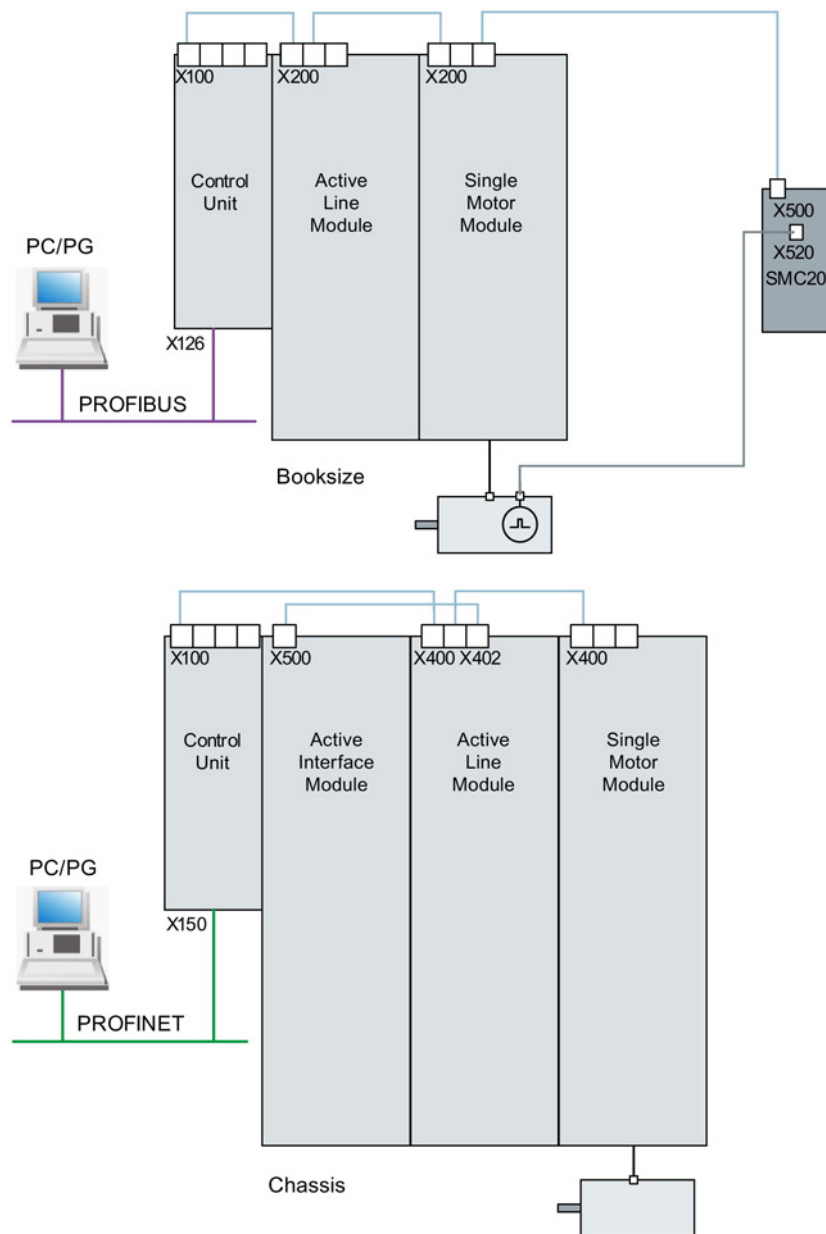 X100
X200
X200
Control
Unit
Active
Line
Module
Single
Motor
Module
X500
X520
SMC20
PC/PG
X126
PROFIBUS
Booksize
X100
X500
X400 X402
X400
Control
Unit
Active
Interface
Module
Active
Line
Module
Single
Motor
Module
PC/PG
X150
PROFINET
Chassis